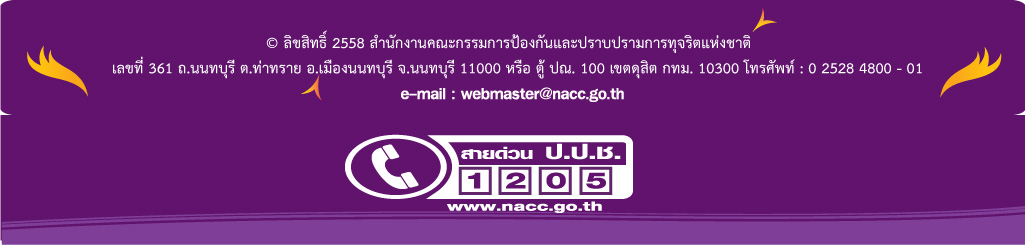 © ลิขสิทธิ์ 2558 สำนักงานคณะกรรมการป้องกันและปราบปรามการทุจริตแห่งชาติ
เลขที่ 361 ถ.นนทบุรี ต.ท่าทราย อ.เมืองนนทบุรี จ.นนทบุรี 11000 หรือ ตู้ ปณ. 100 เขตดุสิต กทม. 10300 โทรศัพท์ : 0 2528 4800 - 01
e-mail : webmaster@nacc.go.th
สายด่วน ป.ป.ช.
1205
www.nacc.go.th